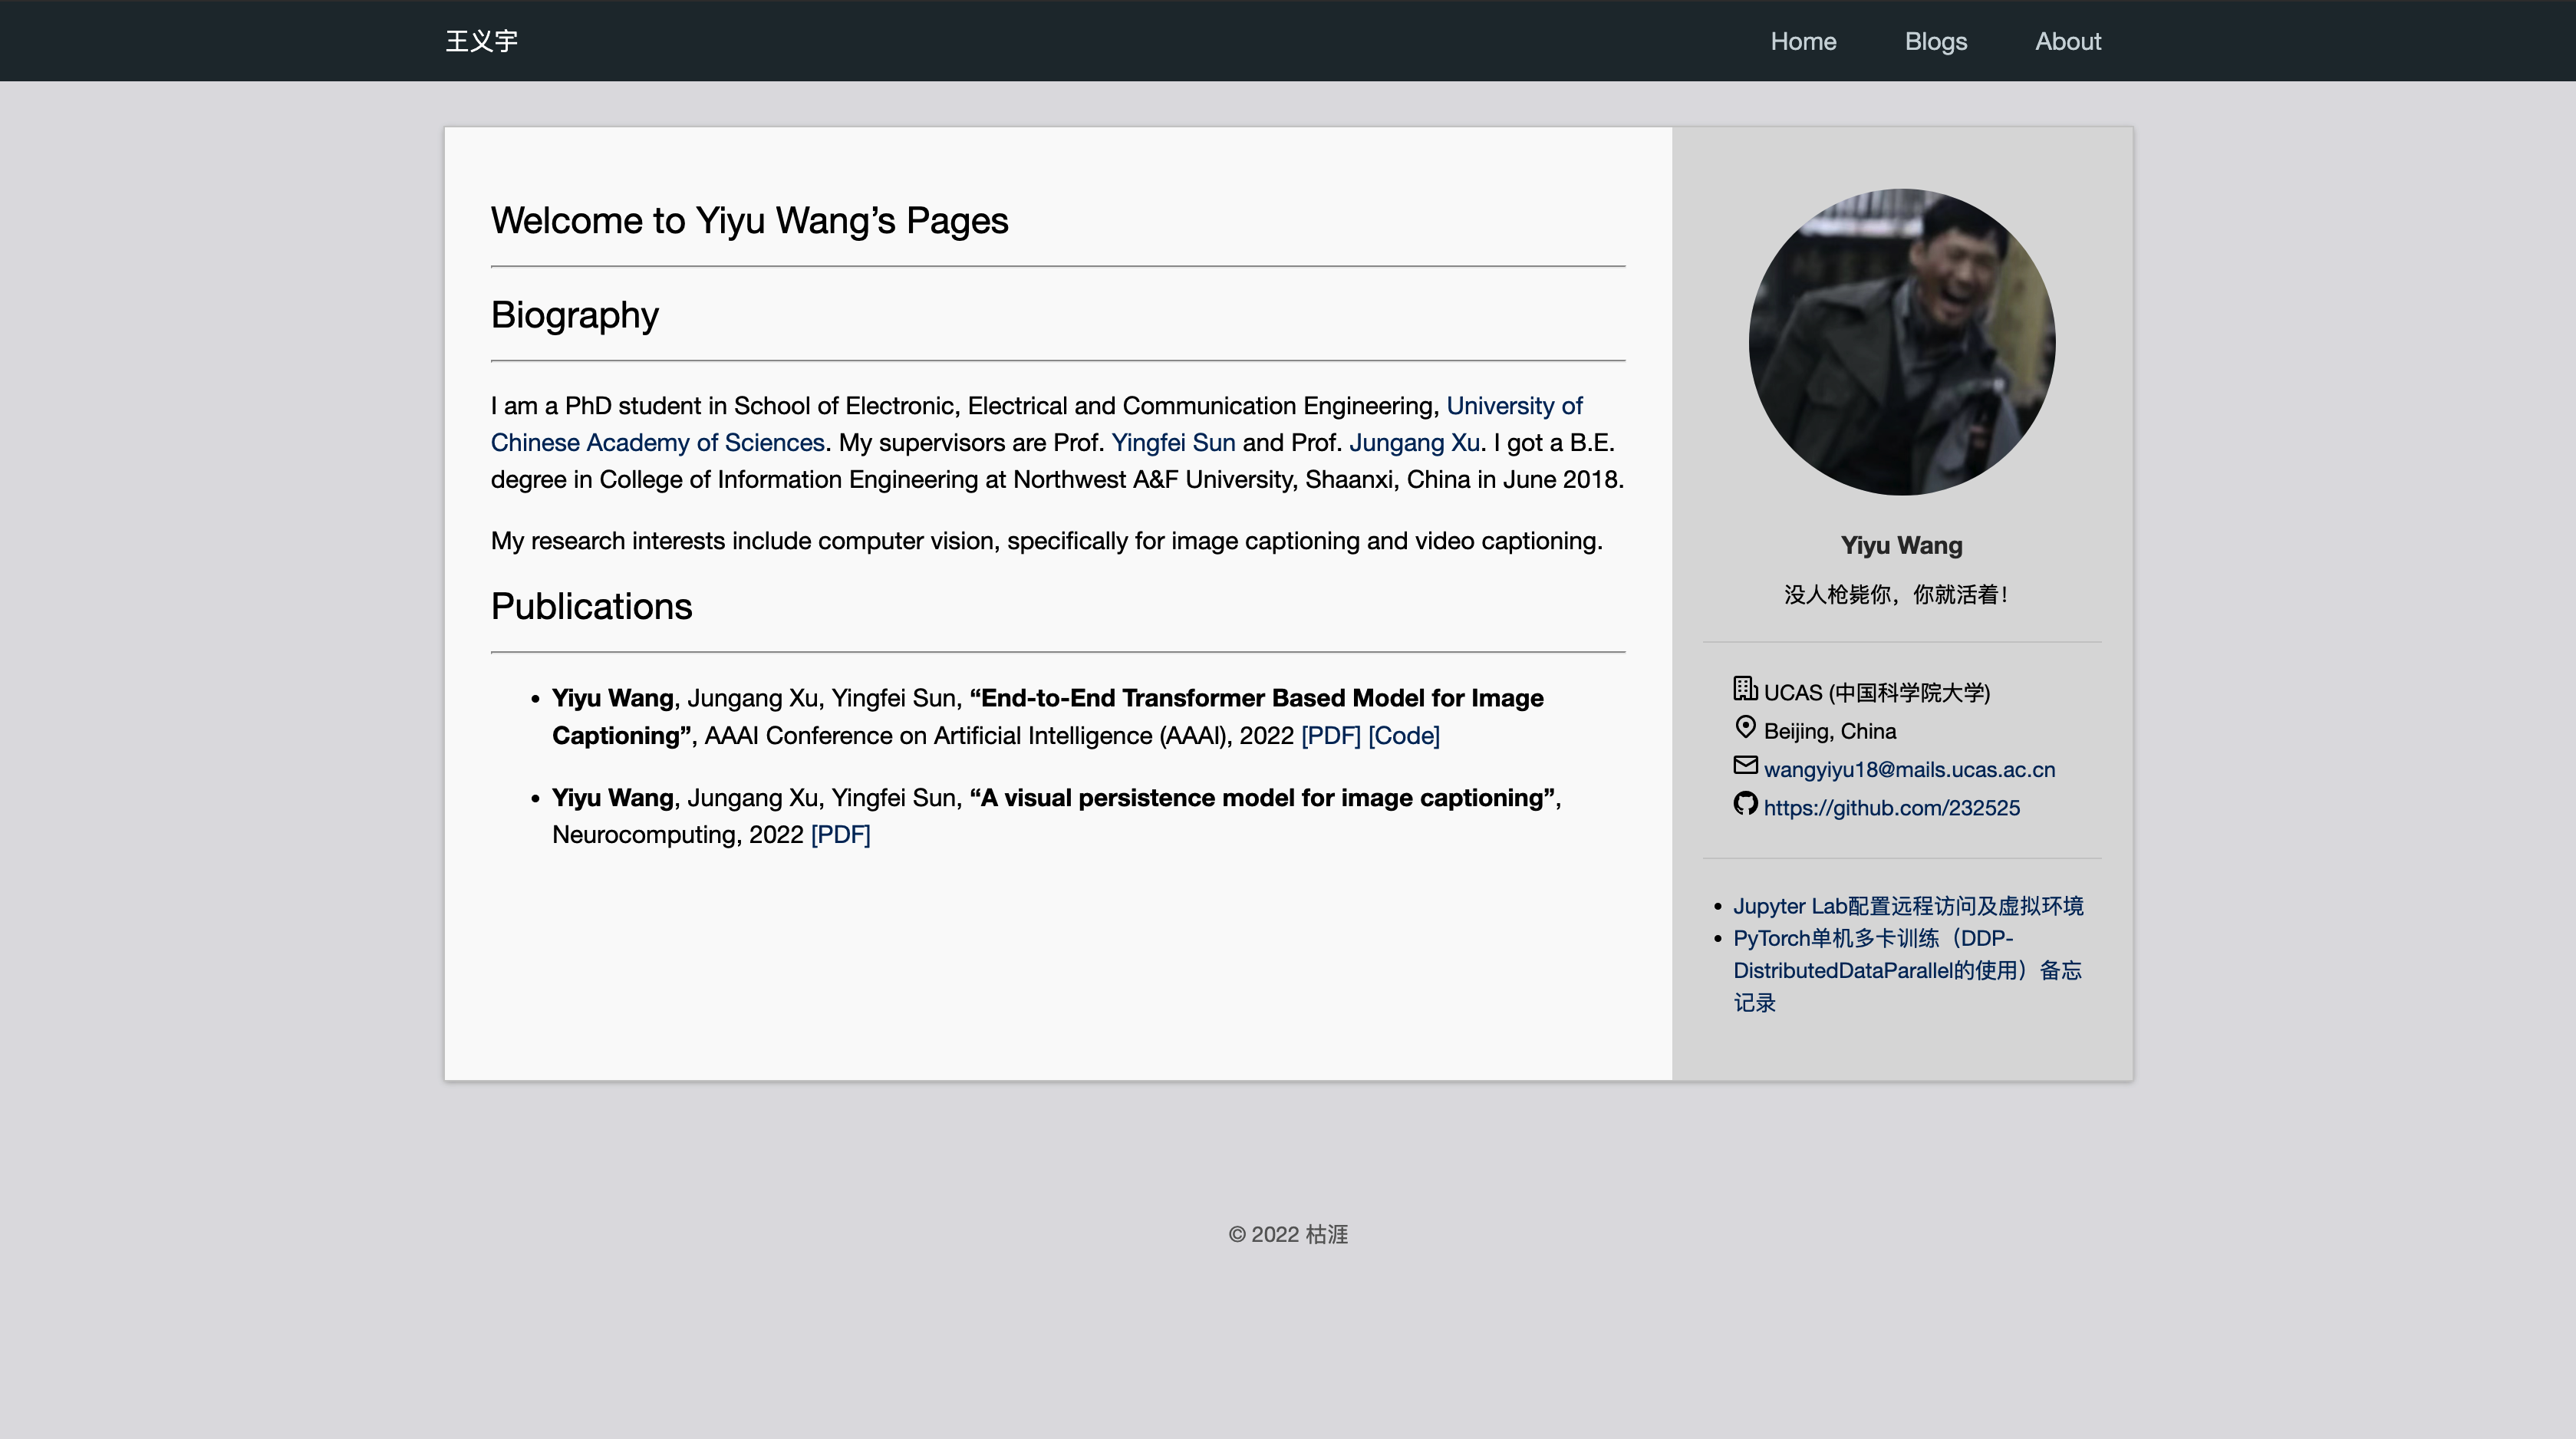 王义宇
Home Blogs About
Welcome to Yiyu Wang’s Pages
Biography
I am a PhD student in School of Electronic, Electrical and Communication Engineering, University of
Chinese Academy of Sciences. My supervisors are Prof. Yingfei Sun and Prof. Jungang Xu. I got a B.E.
degree in College of Information Engineering at Northwest A&F University, Shaanxi, China in June 2018.
My research interests include computer vision, specifically for image captioning and video captioning.
Publications
• Yiyu Wang, Jungang Xu, Yingfei Sun, “End-to-End Transformer Based Model for Image
Captioning”, AAAI Conference on Artificial Intelligence (AAAI), 2022 [PDF] [Code]
• Yiyu Wang, Jungang Xu, Yingfei Sun, “A visual persistence model for image captioning”,
Neurocomputing, 2022 [PDF]
Yiyu Wang
没人枪毙你，你就活着！
UCAS (中国科学院大学)
Beijing, China
wangyiyu18@mails.ucas.ac.cn
https://github.com/232525
• Jupyter Lab配置远程访问及虚拟环境
• PyTorch单机多卡训练（DDP-
DistributedDataParallel的使用）备忘
记录
© 2022 枯涯